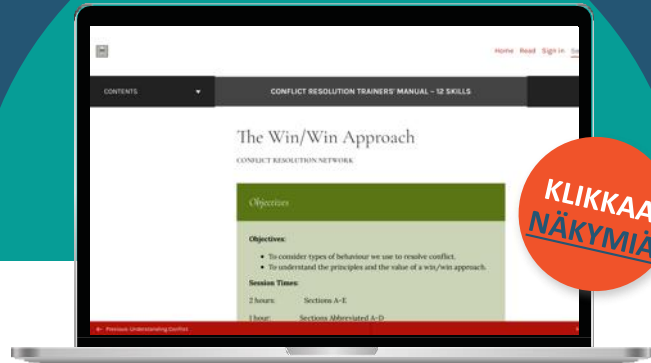 Home Read Sign in
CONTENTS
CONFLICT RESOLUTION TRAINERS' MANUAL – 12 SKILLS
The Win/Win Approach
CONFLICT RESOLUTION NETWORK
Objectives
Objectives:
• To consider types of behaviour we use to resolve conflict.
• To understand the principles and the value of a win/win approach.
Session Times:
2 hours: Sections A–E
1 hour: Sections Abbreviated A–D
← Previous: Understanding Conflict
KLIKKAA
NÄKYMIÄ